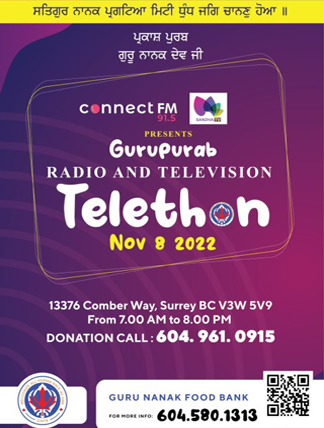 ਸਤਿਗੁਰ ਨਾਨਕ ਪ੍ਰਗਟਿਆ ਮਿਟੀ ਧੁੰਧ ਜਗਿ ਚਾਨਣੁ ਹੋਆ ॥
ਪ੍ਰਕਾਸ਼ ਪੁਰਬ
ਗੁਰੂ ਨਾਨਕ ਦੇਵ ਜੀ
connect FM
91.5
SANJHA TV
PRESENTS
GuruPurab
RADIO AND TELEVISION
Telethon
Nov 8 2022
13376 Comber Way, Surrey BC V3W 5V9
From 7.00 AM to 8.00 PM
DONATION CALL : 604. 961. 0915
GURU NANAK FOOD BANK
FOR MORE INFO: 604.580.1313